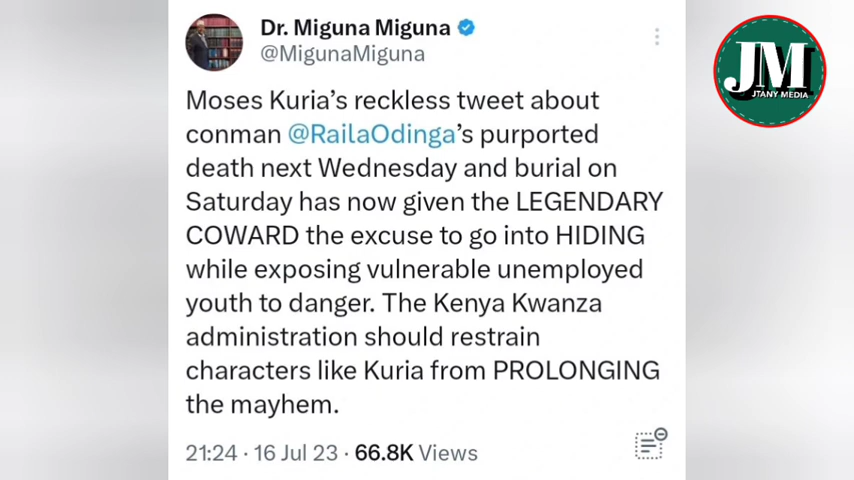 Dr. Miguna Miguna
@MigunaMiguna
JM
JTANY MEDIA
Moses Kuria’s reckless tweet about
conman @RailaOdinga’s purported
death next Wednesday and burial on
Saturday has now given the LEGENDARY
COWARD the excuse to go into HIDING
while exposing vulnerable unemployed
youth to danger. The Kenya Kwanza
administration should restrain
characters like Kuria from PROLONGING
the mayhem.
21:24 · 16 Jul 23 · 66.8K Views